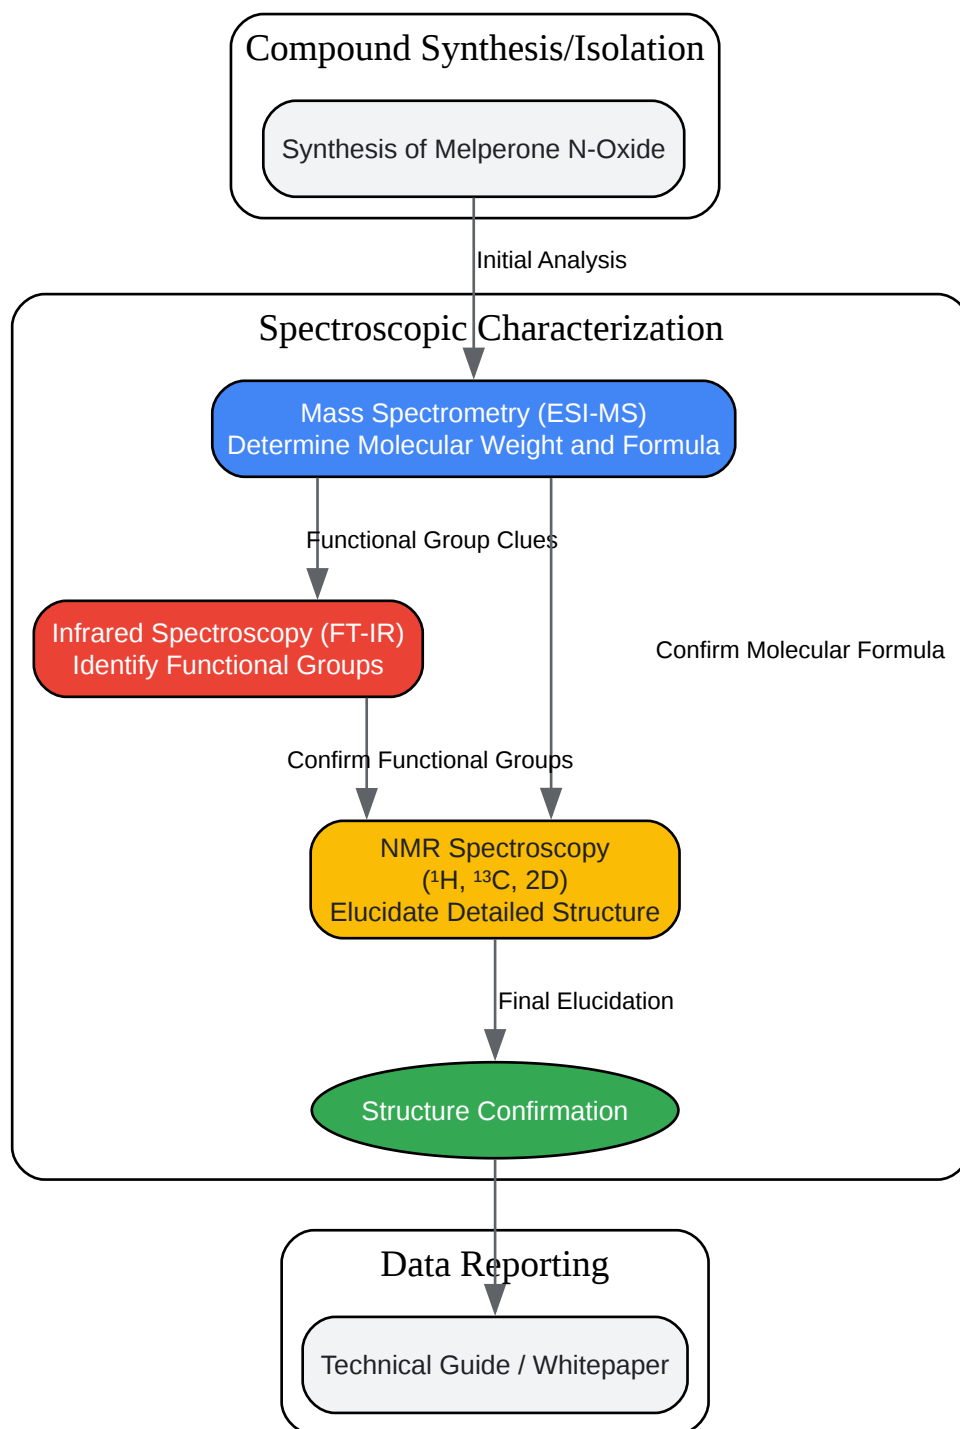 Compound Synthesis/Isolation
Synthesis of Melperone N-Oxide
Initial Analysis
Spectroscopic Characterization
Mass Spectrometry (ESI-MS)
Determine Molecular Weight and Formula
Functional Group Clues
Infrared Spectroscopy (FT-IR)
Identify Functional Groups
Confirm Molecular Formula
Confirm Functional Groups
NMR Spectroscopy
(¹H, ¹³C, 2D)
Elucidate Detailed Structure
Final Elucidation
Structure Confirmation
Data Reporting
Technical Guide / Whitepaper